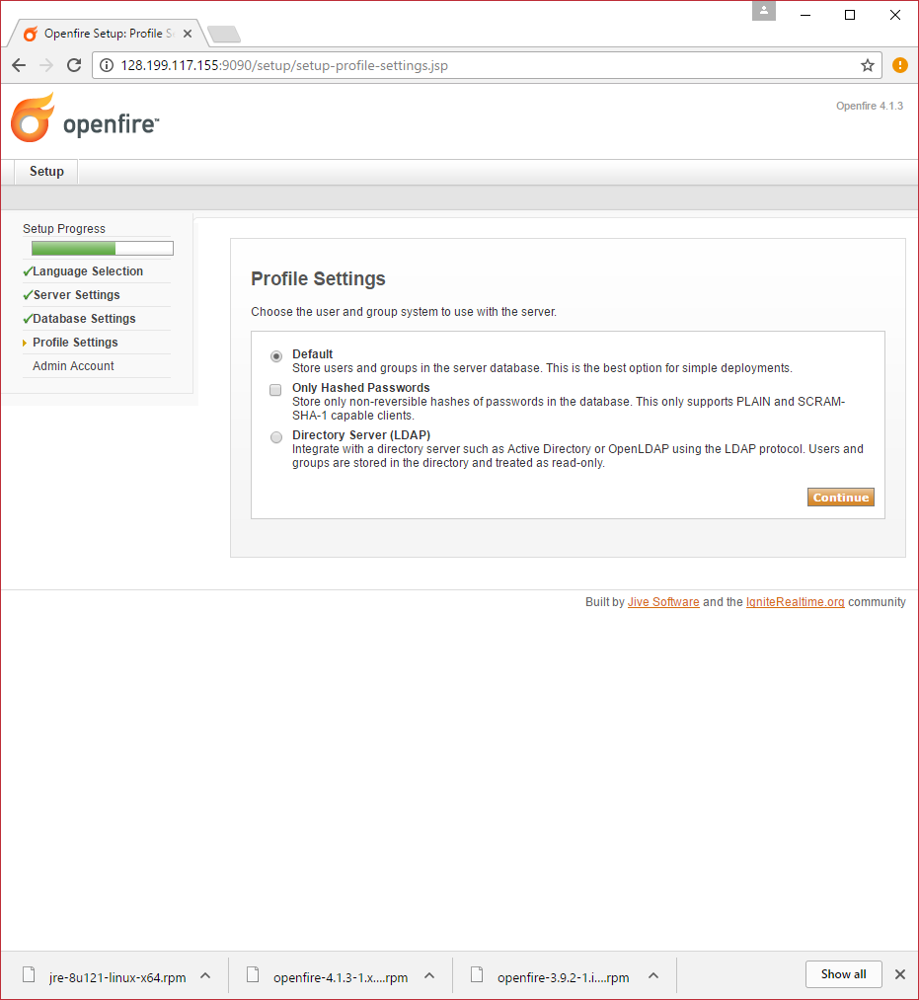 Openfire Setup: Profile Se
128.199.117.155:9090/setup/setup-profile-settings.jsp
openfire™
Openfire 4.1.3
Setup
Setup Progress
Language Selection
Server Settings
Database Settings
Profile Settings
Admin Account
Profile Settings
Choose the user and group system to use with the server.
Default
Store users and groups in the server database. This is the best option for simple deployments.
Only Hashed Passwords
Store only non-reversible hashes of passwords in the database. This only supports PLAIN and SCRAM-
SHA-1 capable clients.
Directory Server (LDAP)
Integrate with a directory server such as Active Directory or OpenLDAP using the LDAP protocol. Users and
groups are stored in the directory and treated as read-only.
Continue
Built by Jive Software and the IgniteRealtime.org community
jre-8u121-linux-x64.rpm
openfire-4.1.3-1.x....rpm
openfire-3.9.2-1.i....rpm
Show all